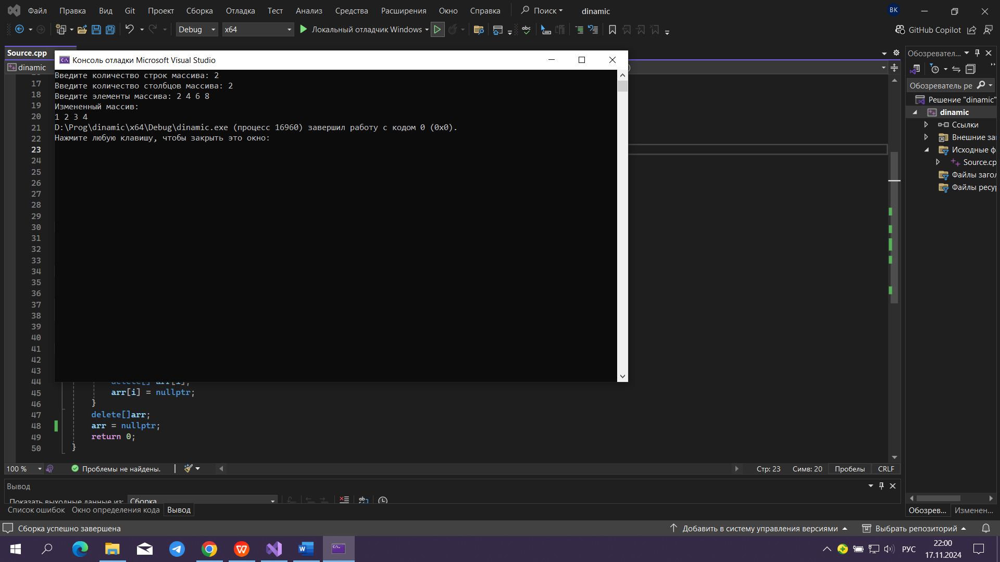 Файл Правка Вид Git Проект Сборка Отладка Тест Анализ Средства Расширения Окно Справка Поиск dinamic BK
Debug x64 Локальный отладчик Windows GitHub Copilot
Source.cpp
Консоль отладки Microsoft Visual Studio
Обозревател...
dinamic
Введите количество строк массива: 2
Введите количество столбцов массива: 2
Введите элементы массива: 2 4 6 8
Измененный массив:
1 2 3 4
D:\Prog\dinamic\x64\Debug\dinamic.exe (процесс 16960) завершил работу с кодом 0 (0x0).
Нажмите любую клавишу, чтобы закрыть это окно:
17
18
19
20
21
22
23
24
25
26
27
28
29
30
31
32
33
34
35
36
37
38
39
40
41
42
43
44 delete[] arr[i];
45 arr[i] = nullptr;
46 }
47 delete[]arr;
48 arr = nullptr;
49 return 0;
50 }
Обозреватель ре
Решение "dinamic"
dinamic
Ссылки
Внешние за
Исходные ф
Source.cp
Файлы заго
Файлы ресу
100 % Проблемы не найдены. Стр: 23 Симв: 20 Пробелы CRLF
Вывод
Показать выходные данные из: Сборка
Список ошибок Окно определения кода Вывод
Обозрев... Изменен...
Сборка успешно завершена Добавить в систему управления версиями Выбрать репозиторий
РУС 22:00
17.11.2024